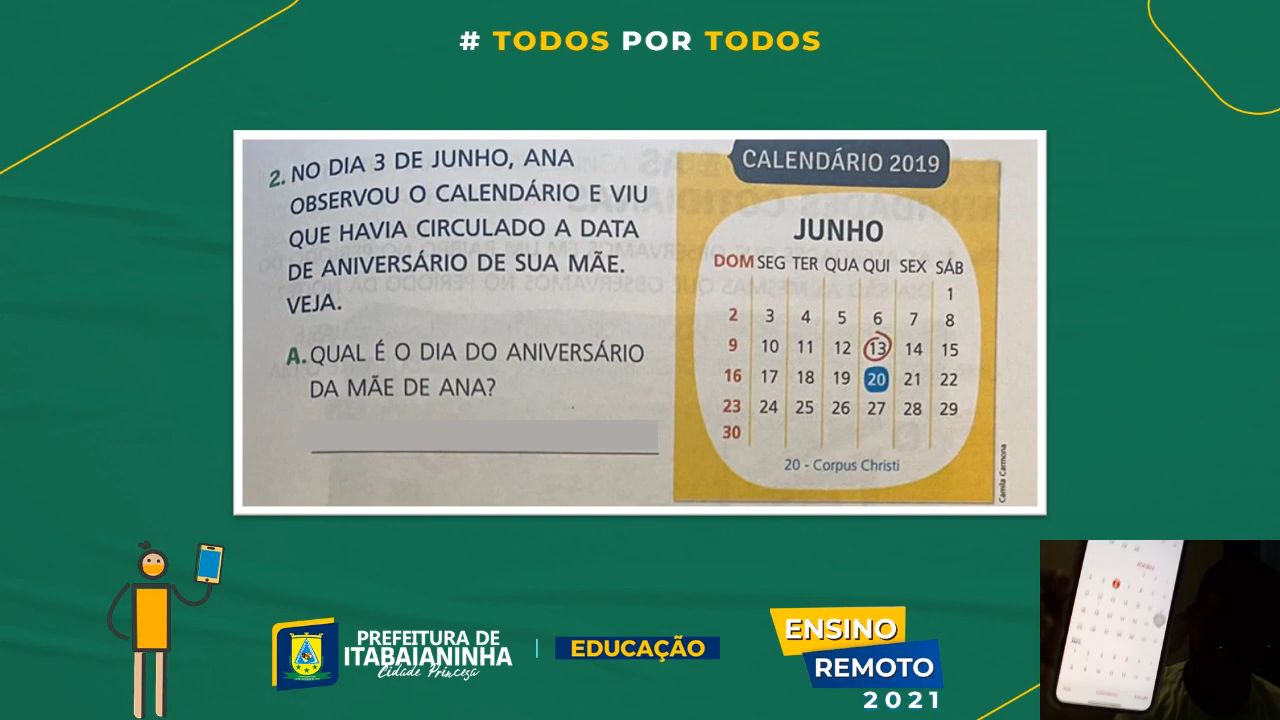 # TODOS POR TODOS
2. NO DIA 3 DE JUNHO, ANA
OBSERVOU O CALENDÁRIO E VIU
QUE HAVIA CIRCULADO A DATA
DE ANIVERSÁRIO DE SUA MÃE.
VEJA.
A. QUAL É O DIA DO ANIVERSÁRIO
DA MÃE DE ANA?
CALENDÁRIO 2019
JUNHO
DOM SEG TER QUA QUI SEX SÁB
1
2 3 4 5 6 7 8
9 10 11 12 13 14 15
16 17 18 19 20 21 22
23 24 25 26 27 28 29
30
20 - Corpus Christi
Camila Carmona
PREFEITURA DE
ITABAIANINHA
Cidade Princesa
EDUCAÇÃO
ENSINO
REMOTO
2021